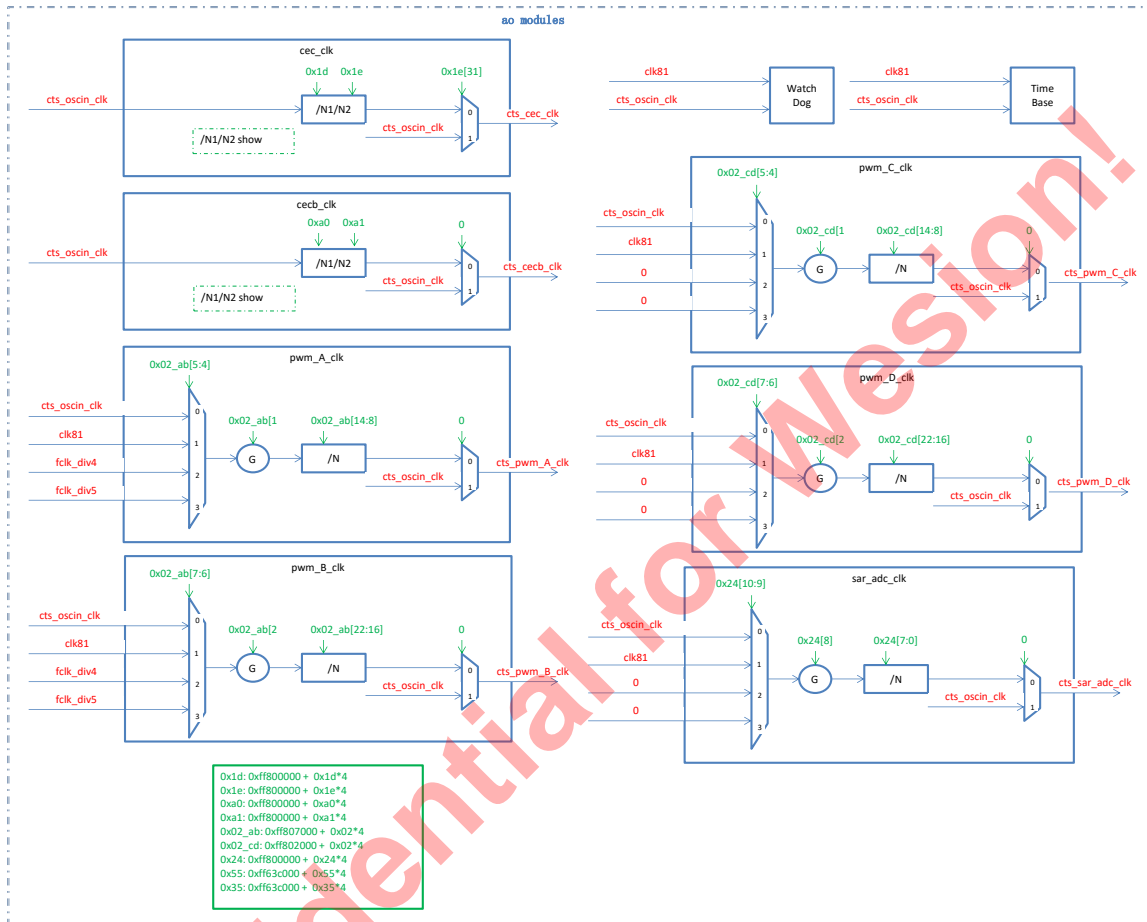 ao modules
cec_clk
0x1d 0x1e 0x1e[31]
cts_oscin_clk
/N1/N2
0
cts_cec_clk
cts_oscin_clk
1
/N1/N2 show
cecb_clk
0xa0 0xa1 0
cts_oscin_clk
/N1/N2
0
cts_cecb_clk
cts_oscin_clk
1
/N1/N2 show
pwm_A_clk
0x02_ab[5:4]
cts_oscin_clk
0
0x02_ab[1 0x02_ab[14:8] 0
clk81
1
G
/N
0
cts_pwm_A_clk
fclk_div4
2
cts_oscin_clk
1
fclk_div5
3
pwm_B_clk
0x02_ab[7:6]
cts_oscin_clk
0
0x02_ab[2 0x02_ab[22:16] 0
clk81
1
G
/N
0
cts_pwm_B_clk
fclk_div4
2
cts_oscin_clk
1
fclk_div5
3
0x1d: 0xff800000 + 0x1d*4
0x1e: 0xff800000 + 0x1e*4
0xa0: 0xff800000 + 0xa0*4
0xa1: 0xff800000 + 0xa1*4
0x02_ab: 0xff807000 + 0x02*4
0x02_cd: 0xff802000 + 0x02*4
0x24: 0xff800000 + 0x24*4
0x55: 0xff63c000 + 0x55*4
0x35: 0xff63c000 + 0x35*4
clk81
cts_oscin_clk
Watch
Dog
clk81
cts_oscin_clk
Time
Base
pwm_C_clk
0x02_cd[5:4]
cts_oscin_clk
0
0x02_cd[1 0x02_cd[14:8] 0
clk81
1
G
/N
0
cts_pwm_C_clk
0
2
cts_oscin_clk
1
0
3
pwm_D_clk
0x02_cd[7:6]
cts_oscin_clk
0
0x02_cd[2 0x02_cd[22:16] 0
clk81
1
G
/N
0
cts_pwm_D_clk
0
2
cts_oscin_clk
1
0
3
sar_adc_clk
0x24[10:9]
cts_oscin_clk
0
0x24[8] 0x24[7:0] 0
clk81
1
G
/N
0
cts_sar_adc_clk
0
2
cts_oscin_clk
1
0
3
idential for Wesion!